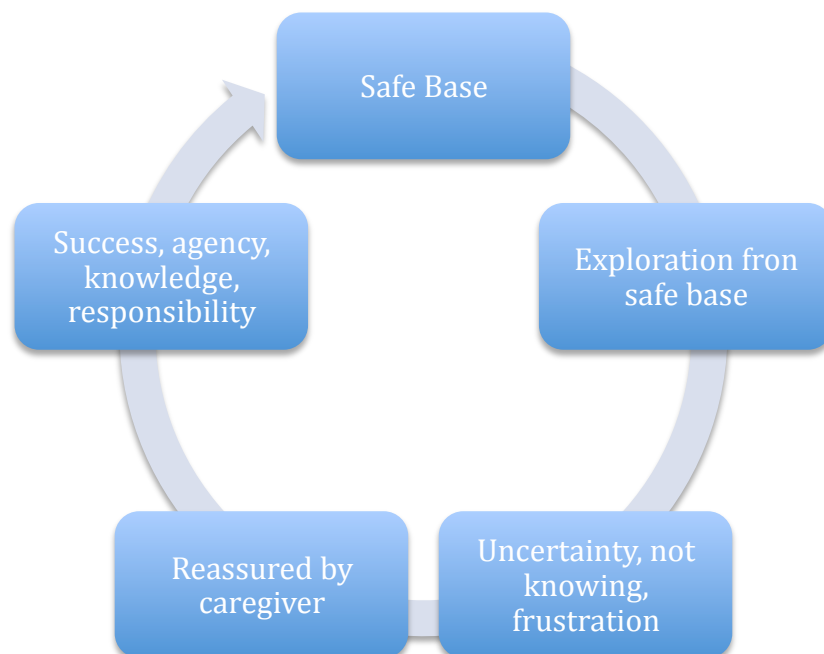 Safe Base
Exploration fron
safe base
Uncertainty, not
knowing,
frustration
Reassured by
caregiver
Success, agency,
knowledge,
responsibility